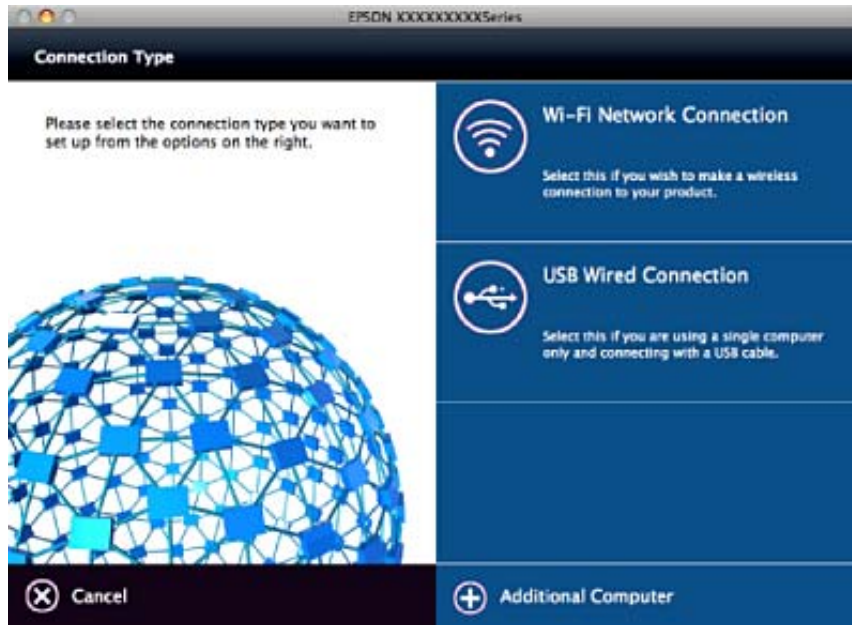 EPSON XXXXXXXXXSeries
Connection Type
Please select the connection type you want to
set up from the options on the right.
Wi-Fi Network Connection
Select this if you wish to make a wireless
connection to your product.
USB Wired Connection
Select this if you are using a single computer
only and connecting with a USB cable.
Cancel
Additional Computer